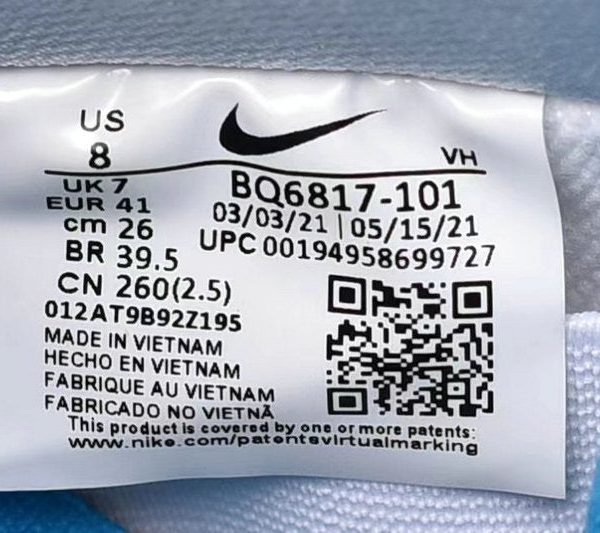 US
8
VH
UK 7
EUR 41
cm 26
BR 39.5
CN 260(2.5)
BQ6817-101
03/03/21 | 05/15/21
UPC 00194958699727
012AT9B92Z195
MADE IN VIETNAM
HECHO EN VIETNAM
FABRIQUE AU VIETNAM
FABRICADO NO VIETNÃ
This product is covered by one or more patents:
www.nike.com/patentsvirtualmarking